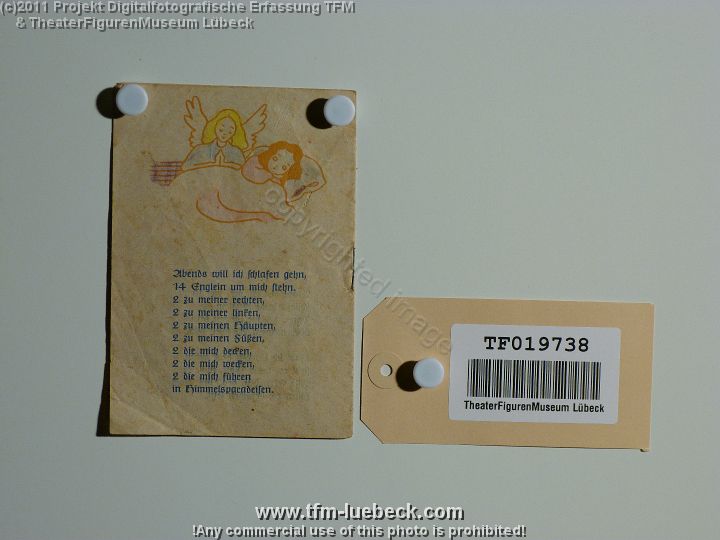 (c)2011 Projekt Digitalfotografische Erfassung TFM
& TheaterFigurenMuseum Lübeck
Abends will ich schlafen gehn,
14 Englein um mich stehn.
2 zu meiner rechten,
2 zu meiner linken,
2 zu meinen Häupten,
2 zu meinen Füßen,
2 die mich decken,
2 die mich wecken,
2 die mich führen
in Himmelsparadeisen.
copyrighted image
TF019738
TheaterFigurenMuseum Lübeck
www.tfm-luebeck.com
!Any commercial use of this photo is prohibited!